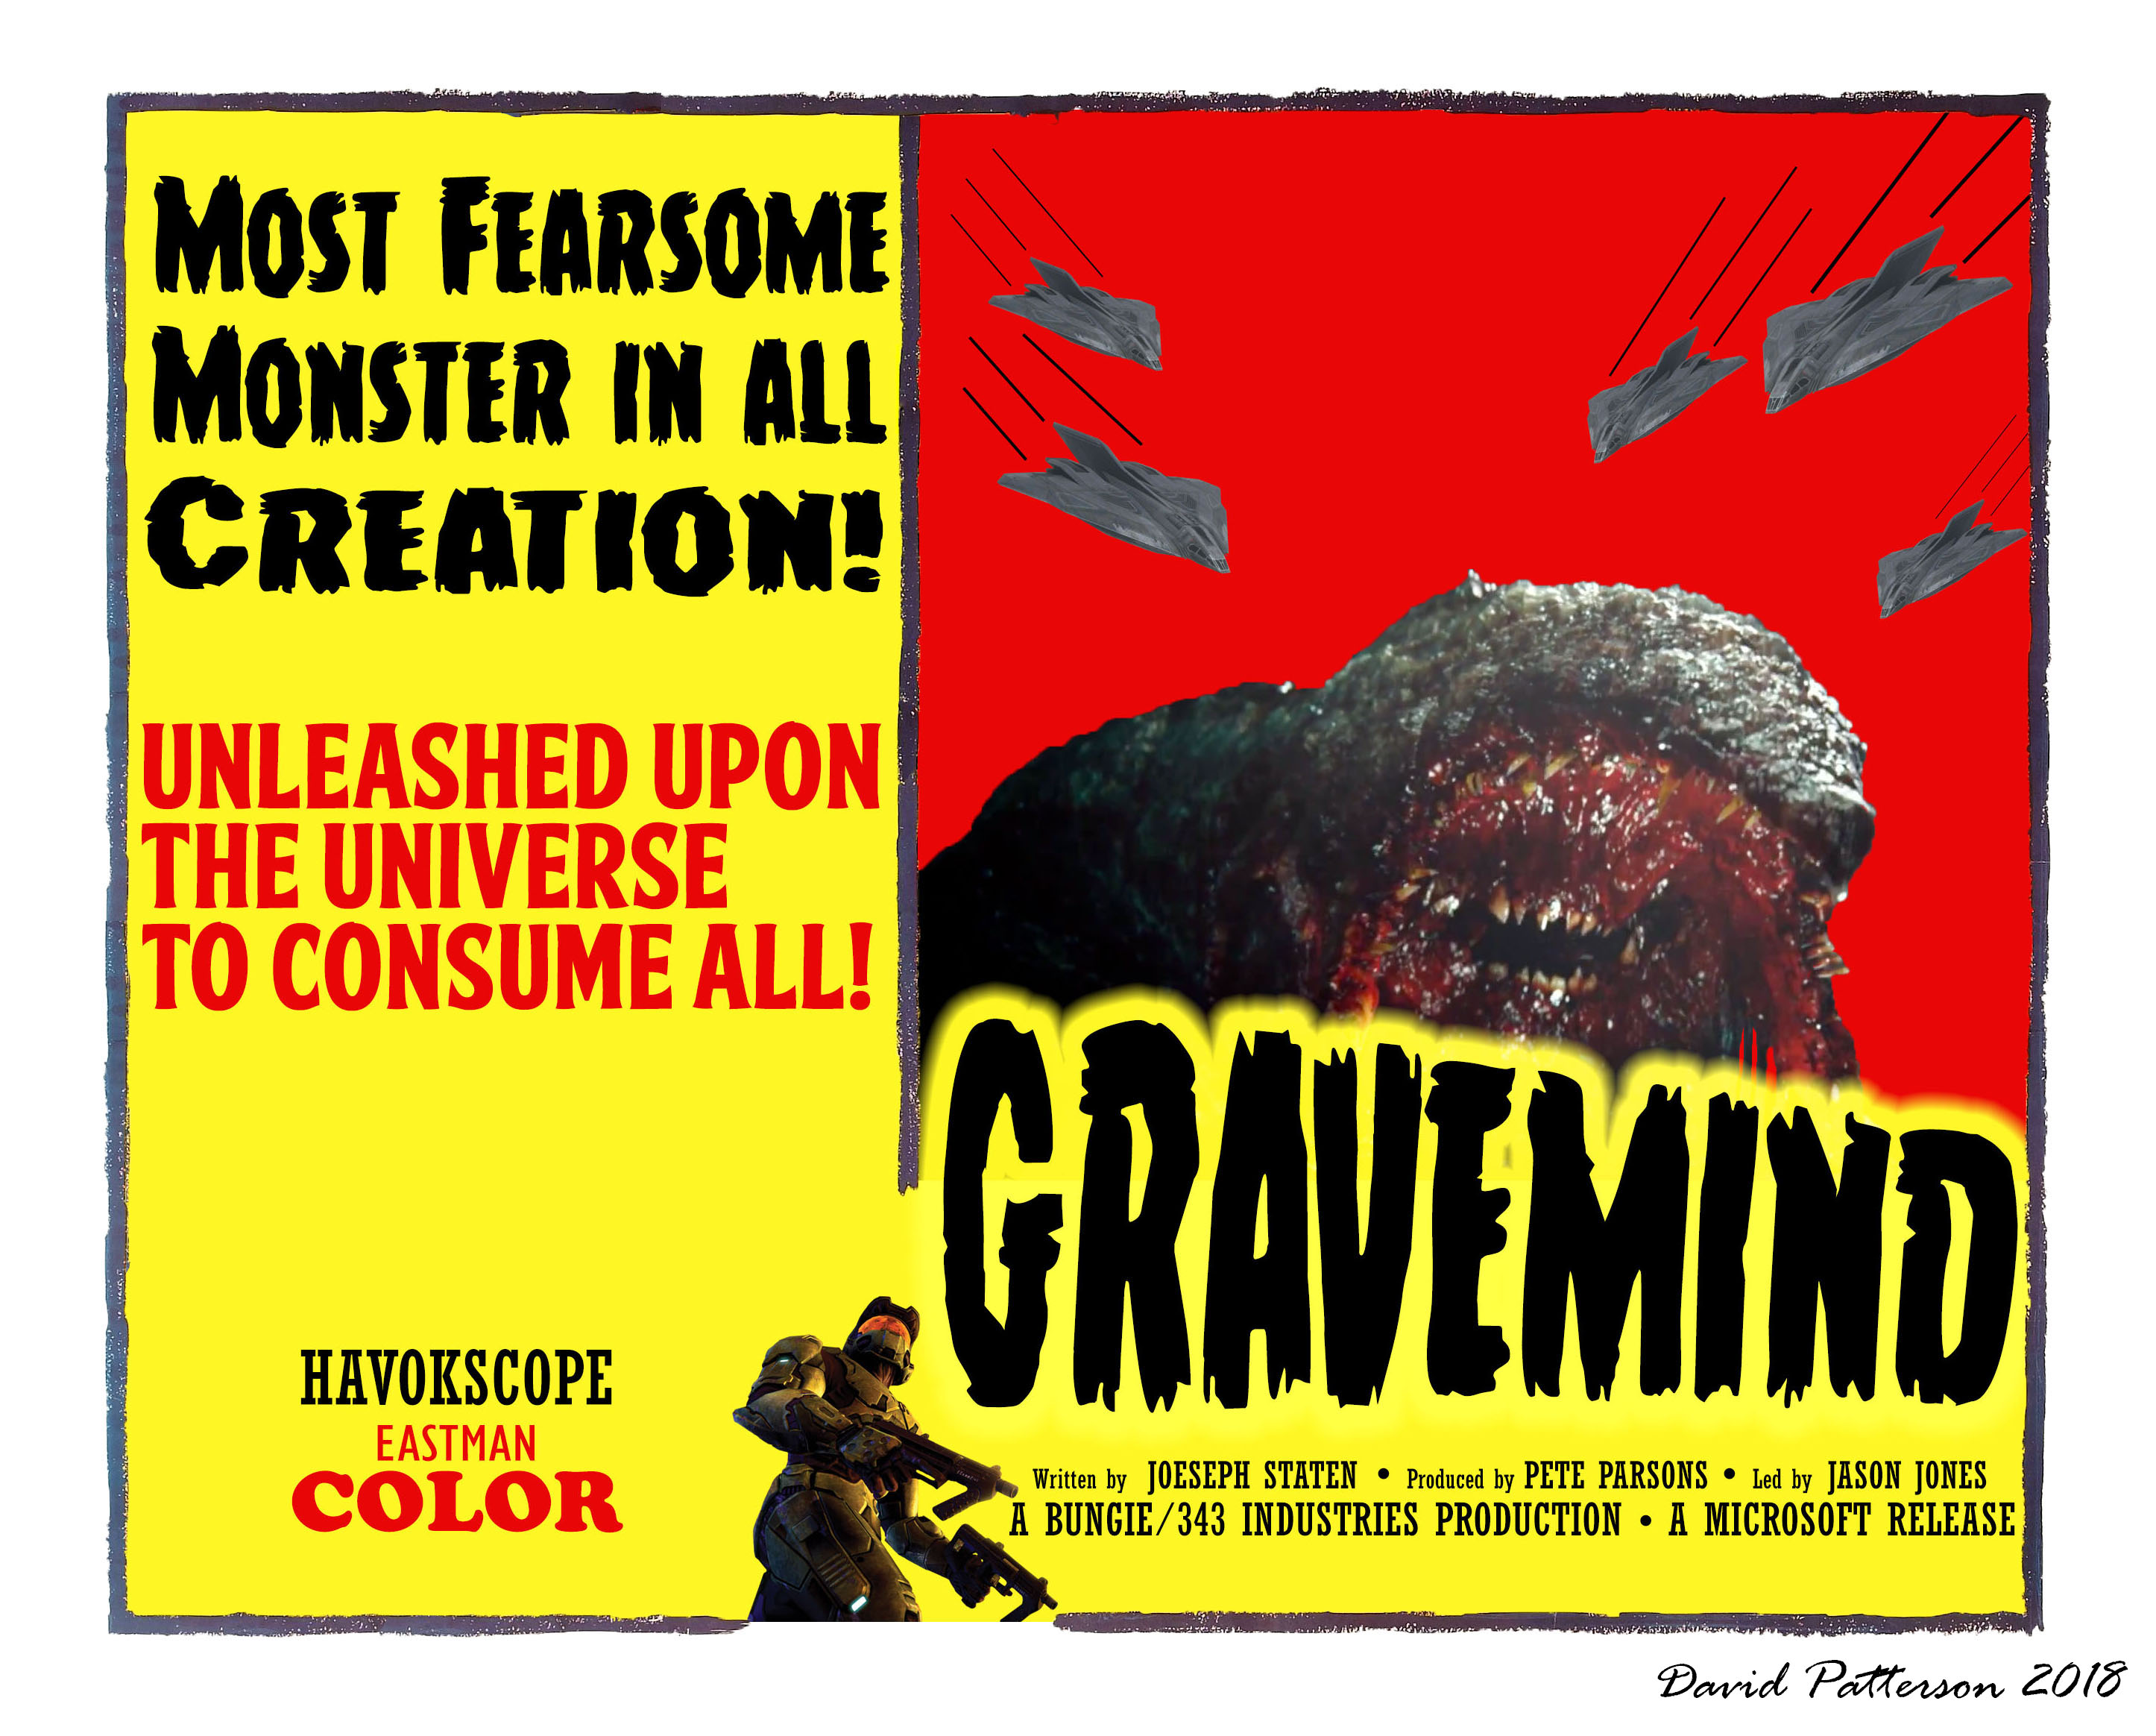 MOST FEARSOME
MONSTER IN ALL
CREATION!
UNLEASHED UPON
THE UNIVERSE
TO CONSUME ALL!
GRAVEMIND
HAVOKSCOPE
EASTMAN
COLOR
Written by JOESEPH STATEN • Produced by PETE PARSONS • Led by JASON JONES
A BUNGIE/343 INDUSTRIES PRODUCTION • A MICROSOFT RELEASE
David Patterson 2018